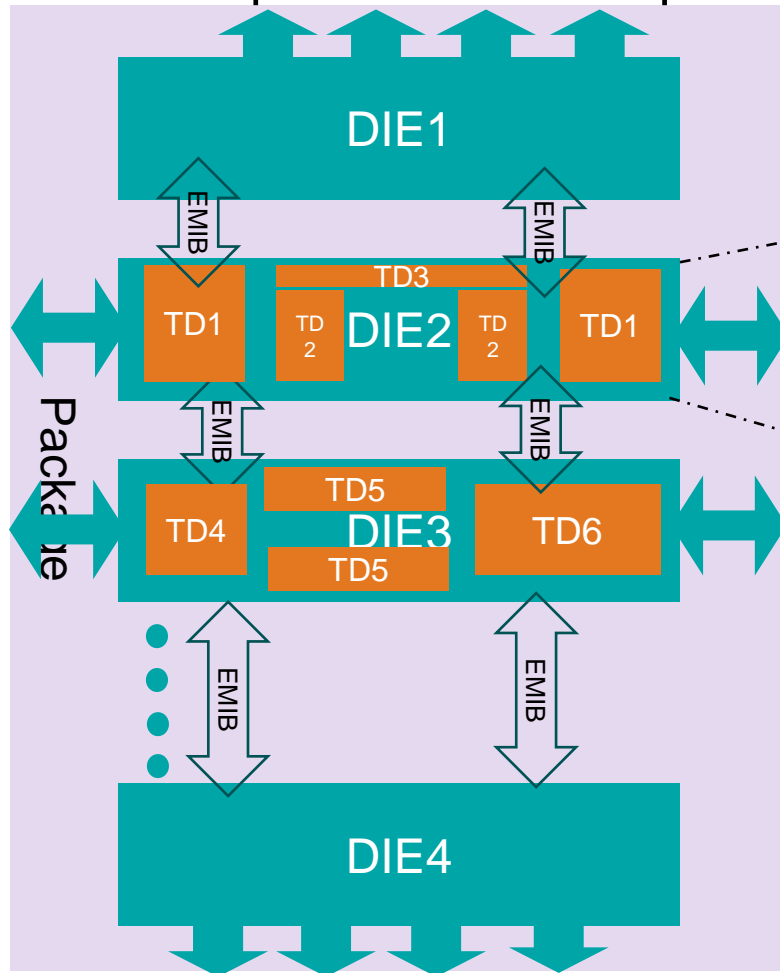 DIE1
EMIB
EMIB
TD3
TD1
TD
2
DIE2
TD
2
TD1
Package
EMIB
EMIB
TD5
TD4
DIE3
TD6
TD5
EMIB
EMIB
DIE4